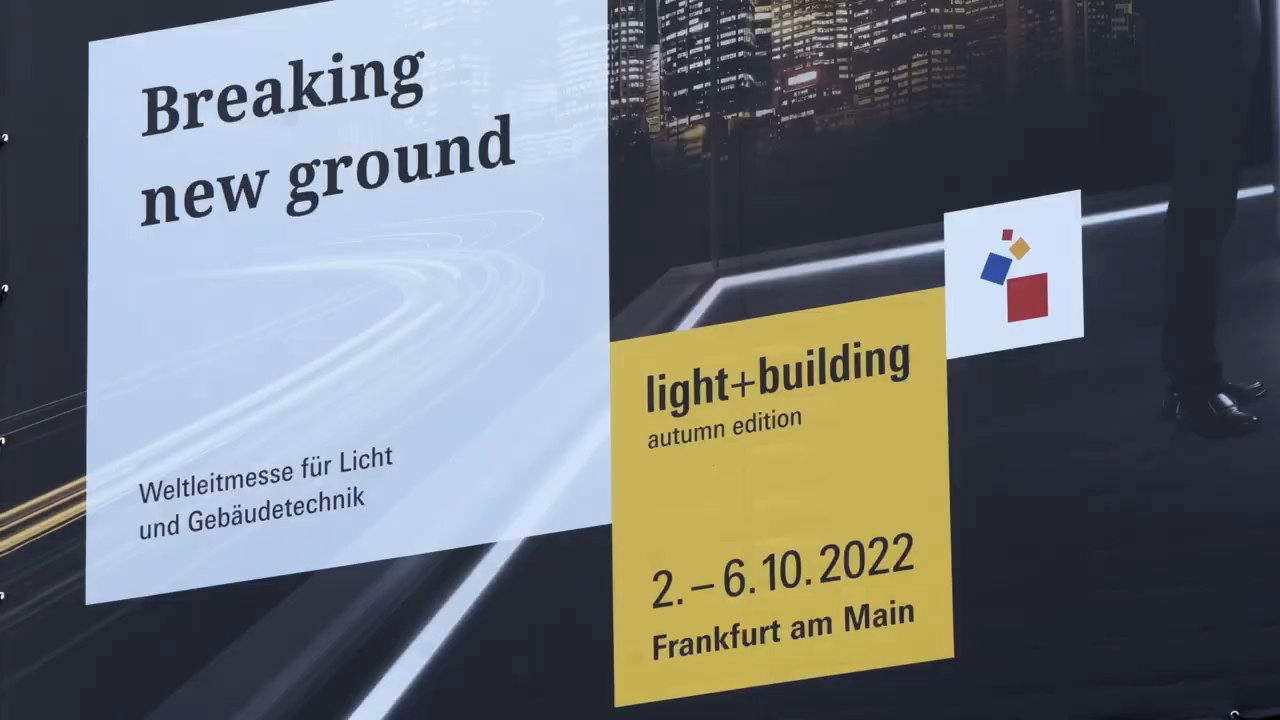 Breaking
new ground
Weltleitmesse für Licht
und Gebäudetechnik
light+building
autumn edition
2. – 6. 10. 2022
Frankfurt am Main